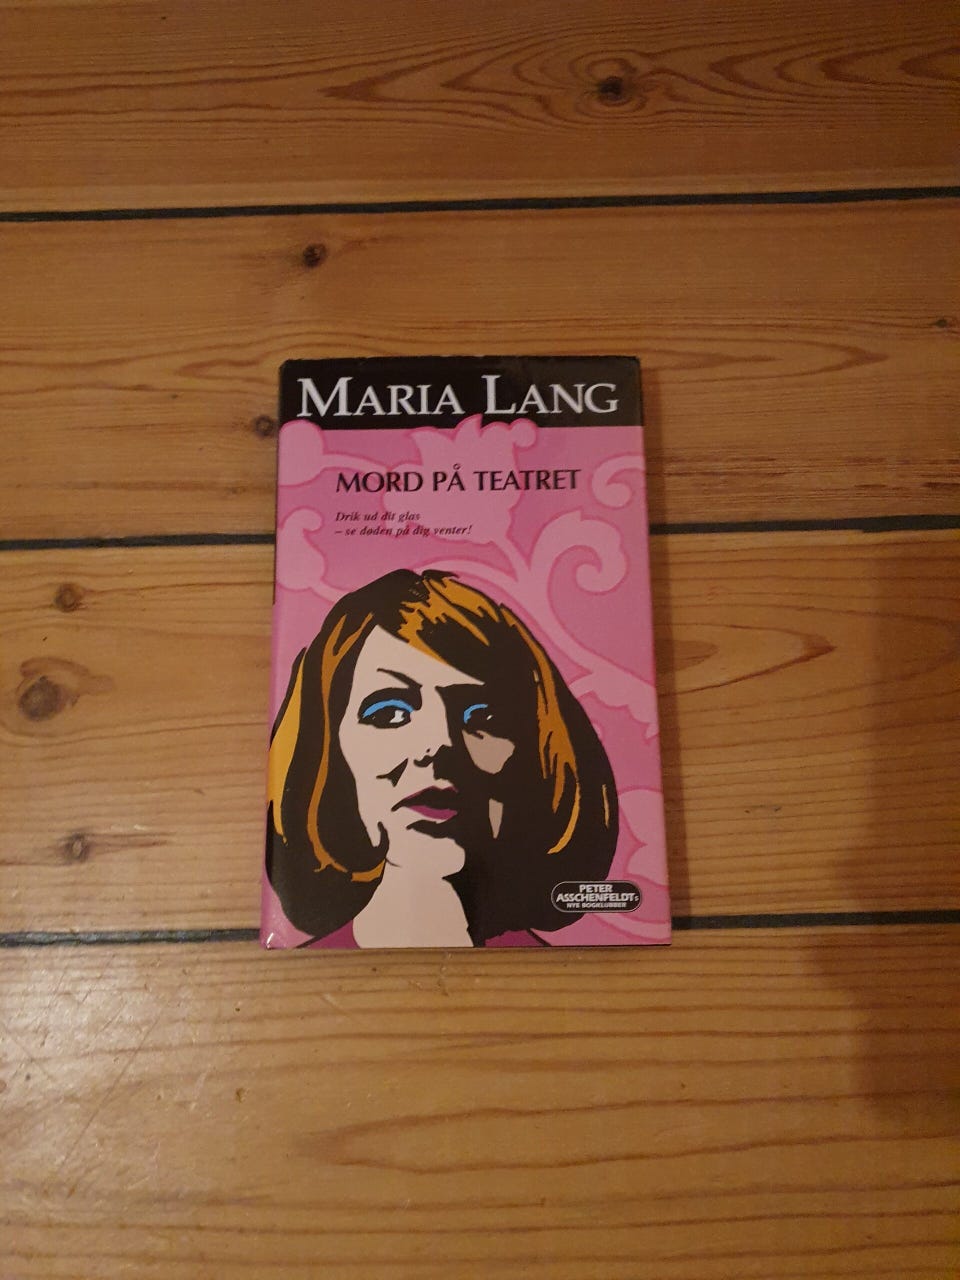 MARIA LANG
MORD PÅ TEATRET
Drik ud dit glas
– se døden på dig venter!
PETER
ASSCHENFELDTs
NYE BOGKLUBBER